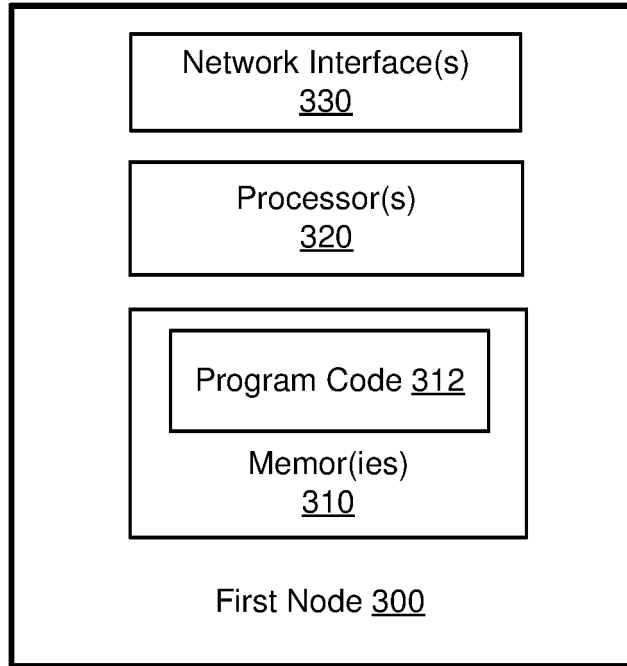 Network Interface(s)
330
Processor(s)
320
Program Code 312
Memor(ies)
310
First Node 300